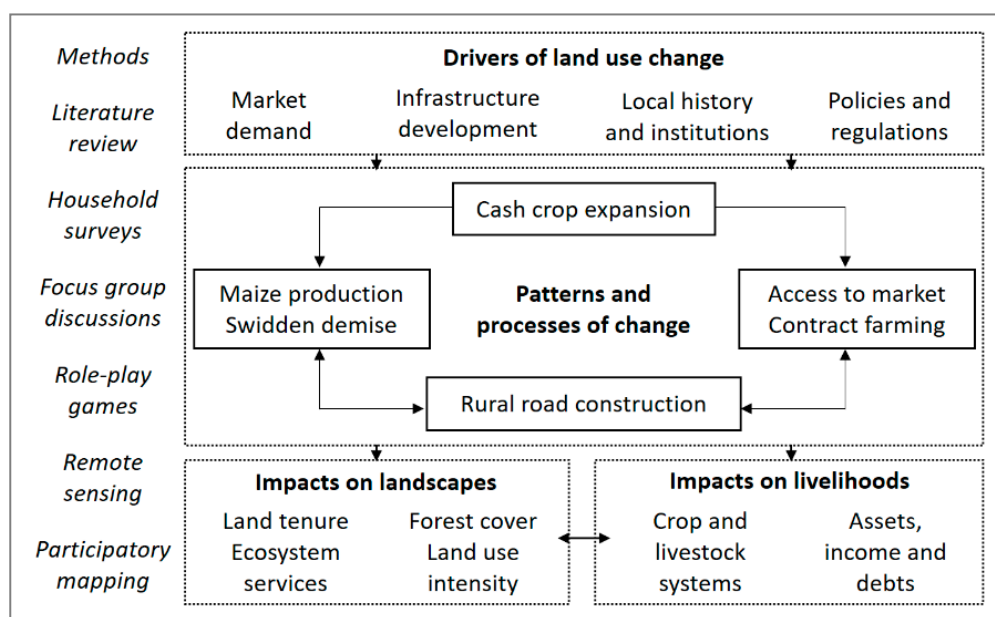 Methods
Literature
review
Household
surveys
Focus group
discussions
Role-play
games
Remote
sensing
Participatory
mapping
Drivers of land use change
Market
demand
Infrastructure
development
Local history
and institutions
Policies and
regulations
Cash crop expansion
Maize production
Swidden demise
Patterns and
processes of change
Access to market
Contract farming
Rural road construction
Impacts on landscapes
Land tenure
Ecosystem
services
Forest cover
Land use
intensity
Impacts on livelihoods
Crop and
livestock
systems
Assets,
income and
debts